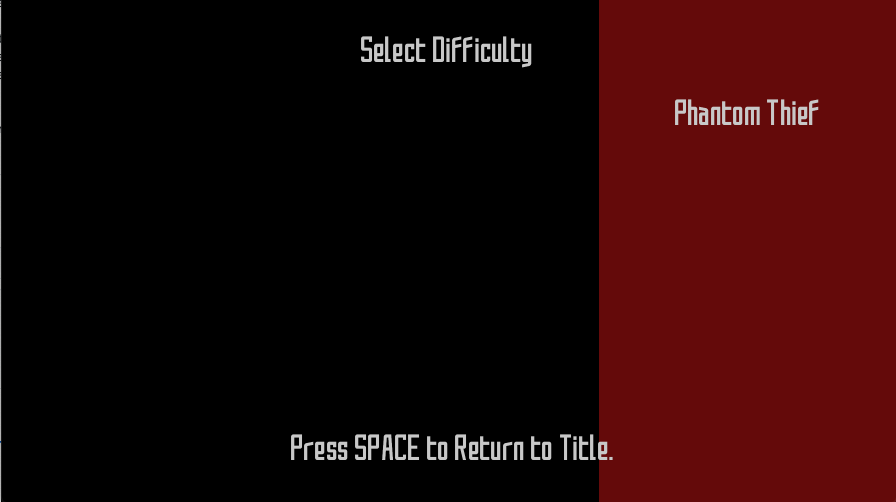 Select Difficulty
Phantom Thief
Press SPACE to Return to Title.